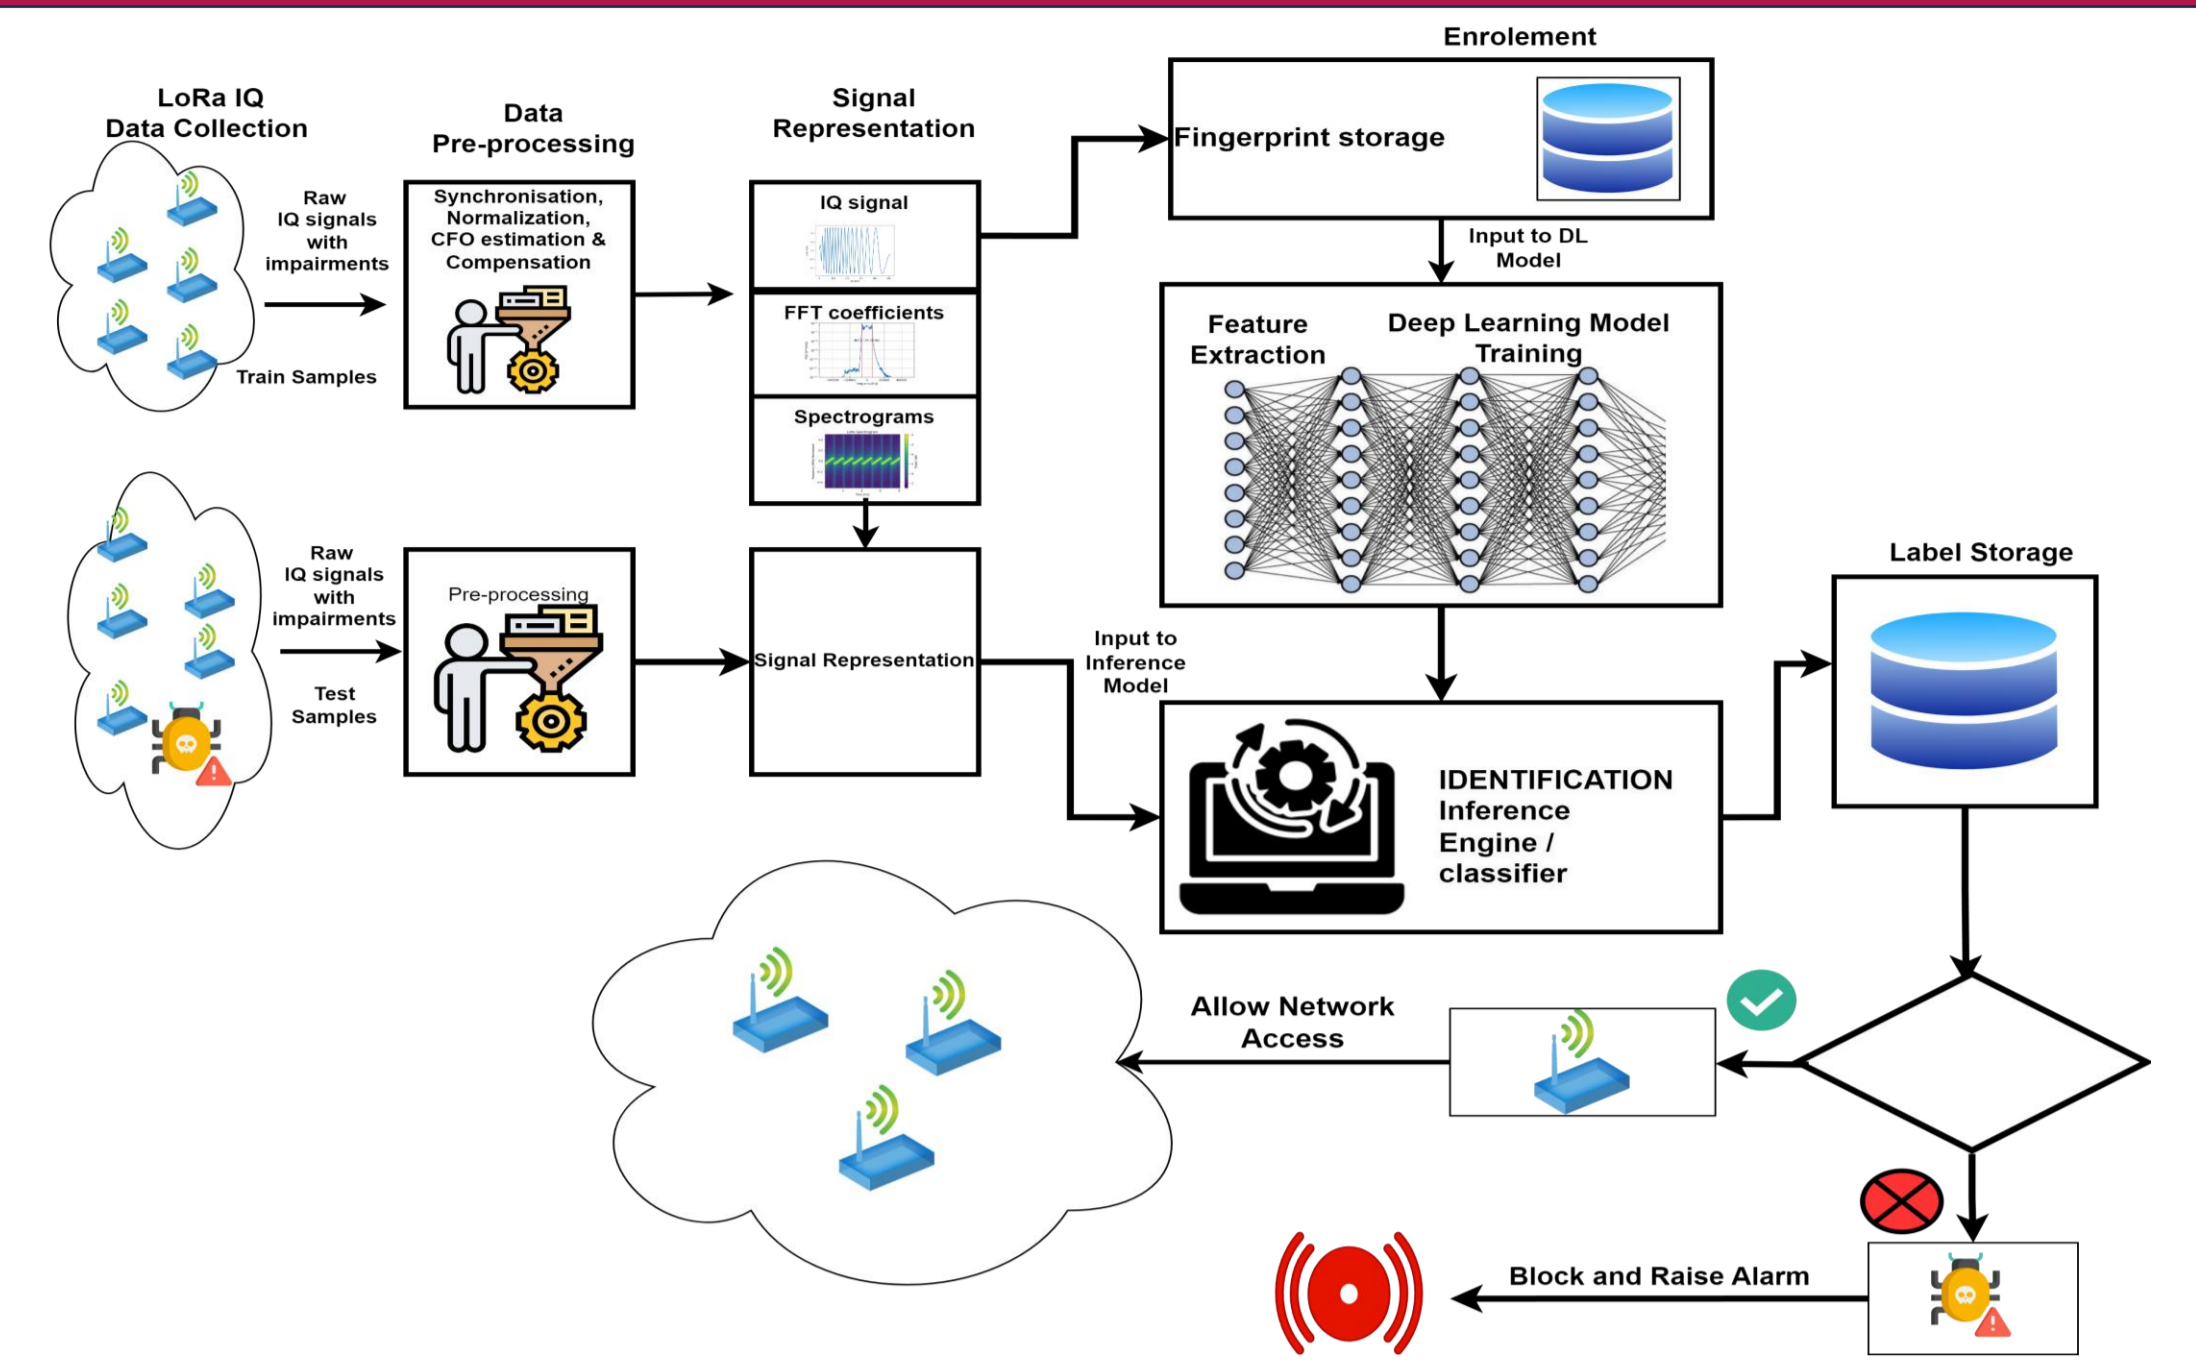 Enrolement
LoRa IQ
Data Collection
Data
Pre-processing
Signal
Representation
Fingerprint storage
Raw
IQ signals
with
impairments
Train Samples
Synchronisation,
Normalization,
CFO estimation &
Compensation
IQ signal
FFT coefficients
Spectrograms
Input to DL
Model
Feature
Extraction
Deep Learning Model
Training
Raw
IQ signals
with
impairments
Test
Samples
Pre-processing
Signal Representation
Input to
Inference
Model
IDENTIFICATION
Inference
Engine /
classifier
Label Storage
Allow Network
Access
Block and Raise Alarm